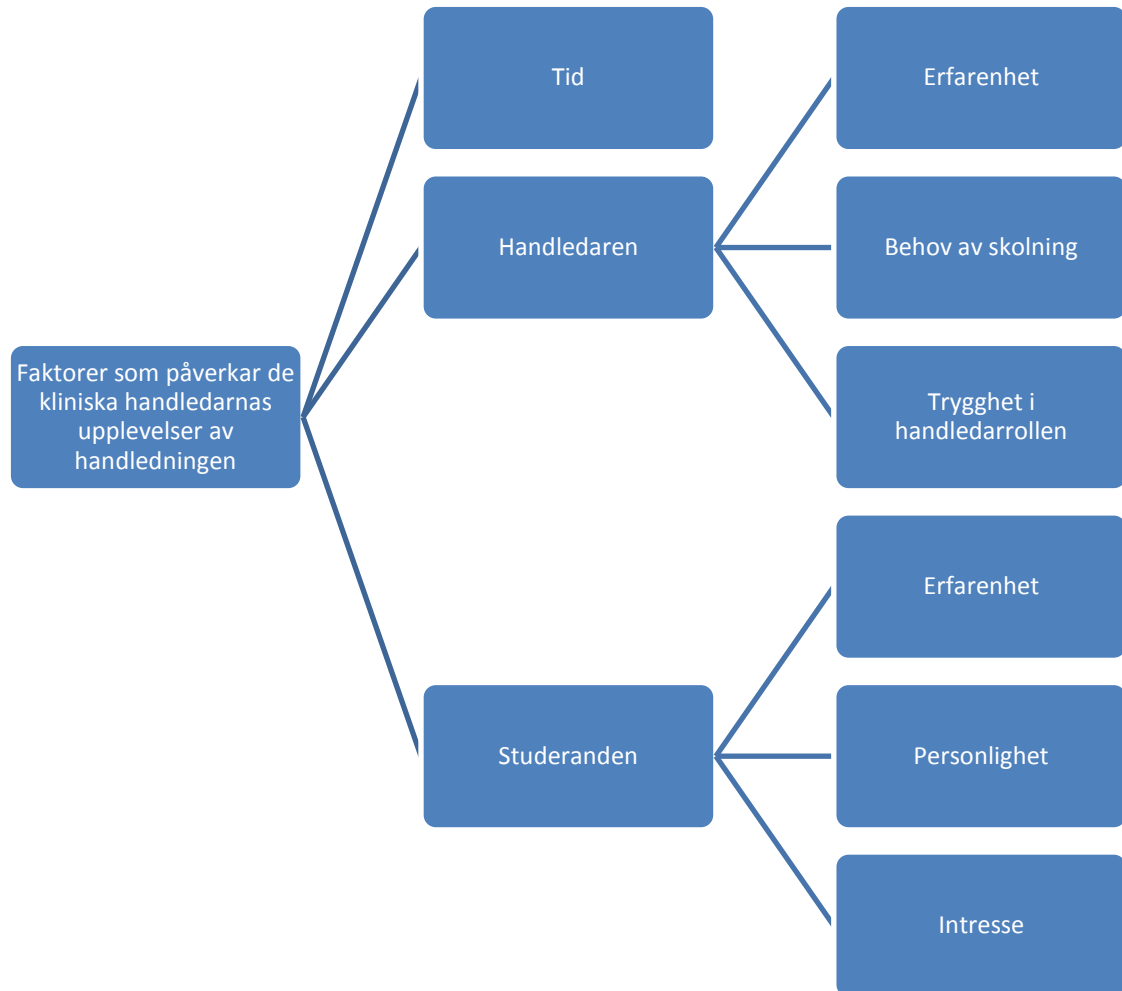 Tid
Erfarenhet
Handledaren
Behov av skolning
Faktorer som påverkar de
kliniska handledarnas
upplevelser av
handledningen
Trygghet i
handledarrollen
Erfarenhet
Studeranden
Personlighet
Intresse